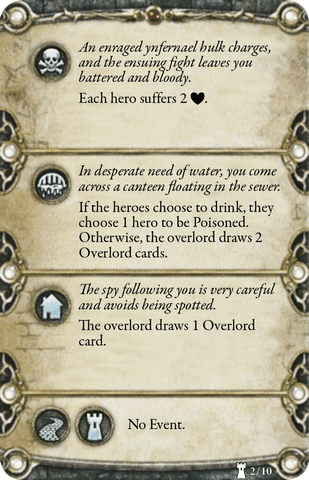 An enraged ynfernael hulk charges,
and the ensuing fight leaves you
battered and bloody.
Each hero suffers 2 ♥.
In desperate need of water, you come
across a canteen floating in the sewer.
If the heroes choose to drink, they
choose 1 hero to be Poisoned.
Otherwise, the overlord draws 2
Overlord cards.
The spy following you is very careful
and avoids being spotted.
The overlord draws 1 Overlord
card.
No Event.
2/10